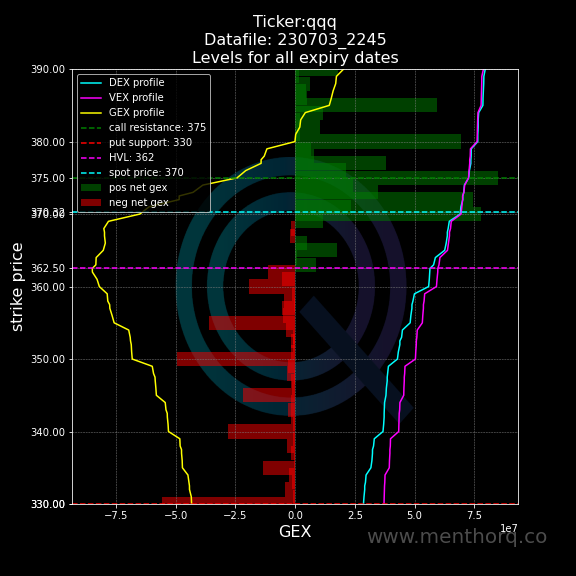 Ticker:qqq
Datafile: 230703_2245
Levels for all expiry dates
DEX profile
VEX profile
GEX profile
call resistance: 375
put support: 330
HVL: 362
spot price: 370
pos net gex
neg net gex
390.00
380.00
375.00
370.32
370.00
362.50
360.00
350.00
340.00
330.00
strike price
−7.5
−5.0
−2.5
0.0
2.5
5.0
7.5
1e7
GEX
www.menthorq.co